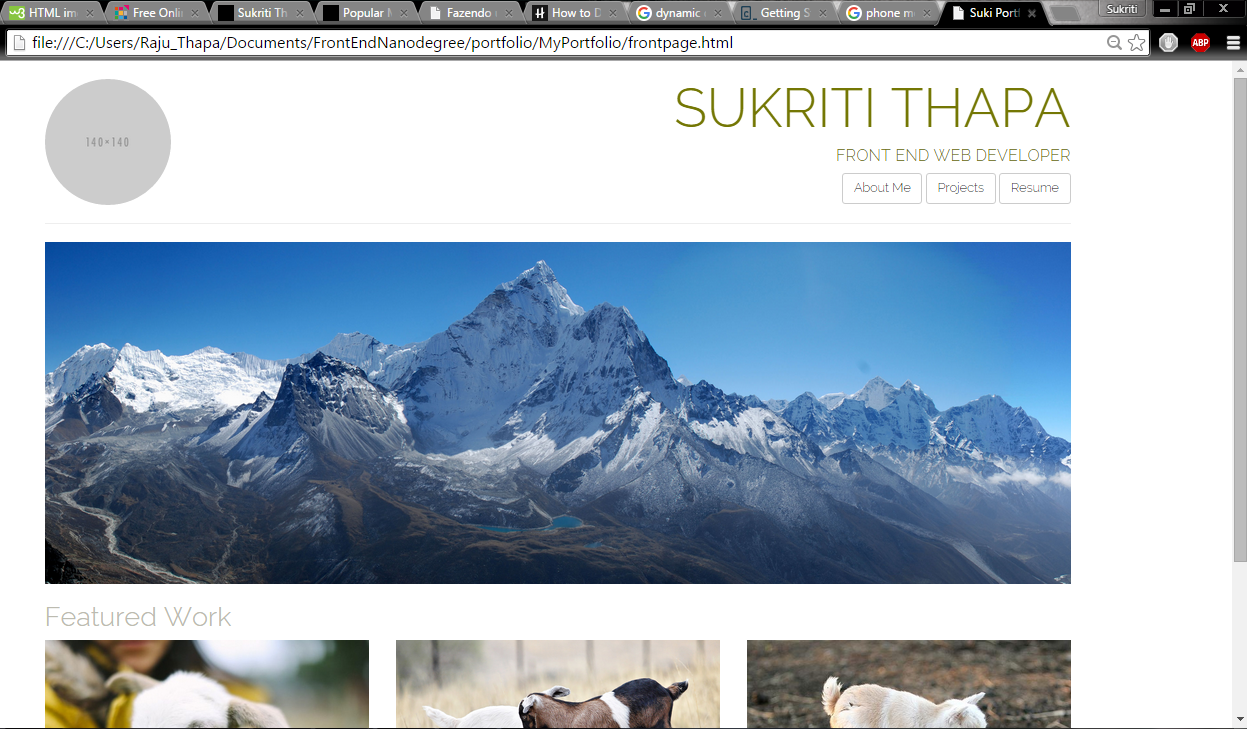 HTML im
Free Onli
Sukriti Th
Popular M
Fazendo
How to D
dynamic
Getting S
phone m
Suki Portf
Sukriti
file:///C:/Users/Raju_Thapa/Documents/FrontEndNanodegree/portfolio/MyPortfolio/frontpage.html
ABP
140×140
SUKRITI THAPA
FRONT END WEB DEVELOPER
About Me
Projects
Resume
Featured Work